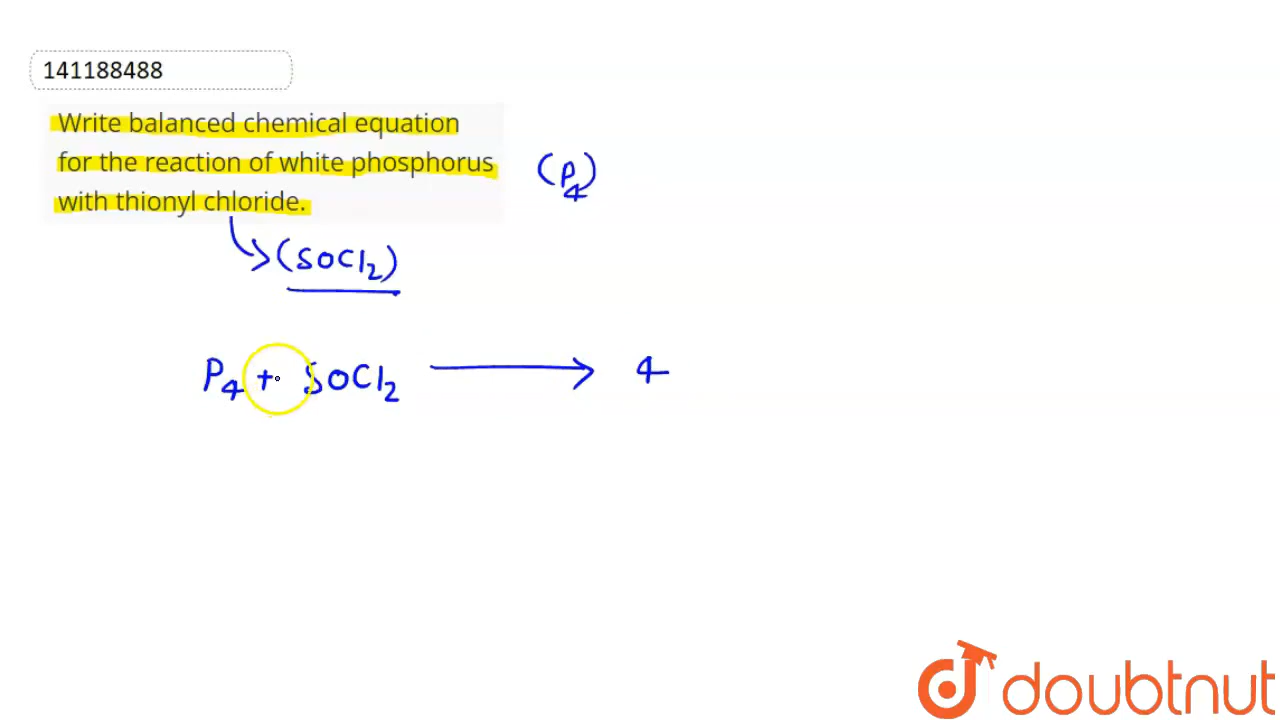 141188488
Write balanced chemical equation
for the reaction of white phosphorus
with thionyl chloride.
(P4)
(SOCl2)
P4 + SOCl2 ⟶ 4
doubtnut